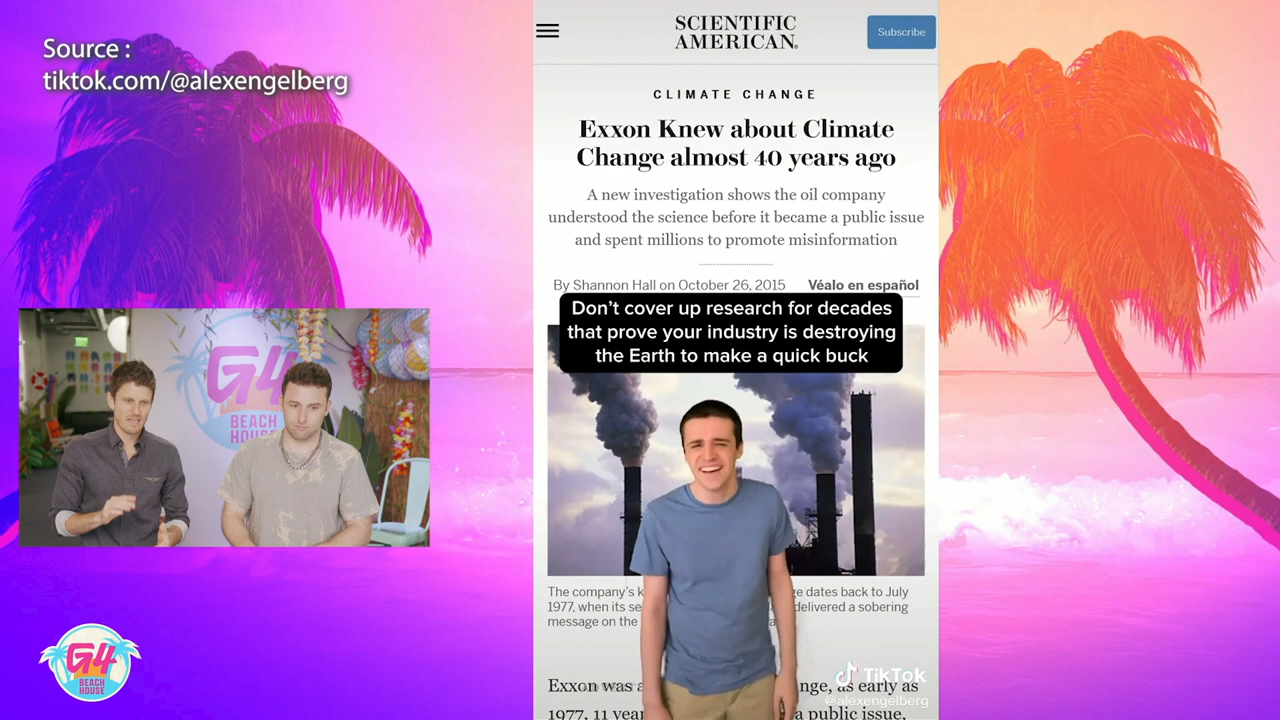 Source :
tiktok.com/@alexengelberg
SCIENTIFIC
AMERICAN®
Subscribe
CLIMATE CHANGE
Exxon Knew about Climate
Change almost 40 years ago
A new investigation shows the oil company
understood the science before it became a public issue
and spent millions to promote misinformation
By Shannon Hall on October 26, 2015
Véalo en español
Don't cover up research for decades
that prove your industry is destroying
the Earth to make a quick buck
G4
BEACH
HOUSE
The company's
dates back to July
1977, when its
delivered a sobering
message on the
TikTok
@alexengelberg
Exxon was
as early as
1977, 11
a public issue,
G4
BEACH
HOUSE